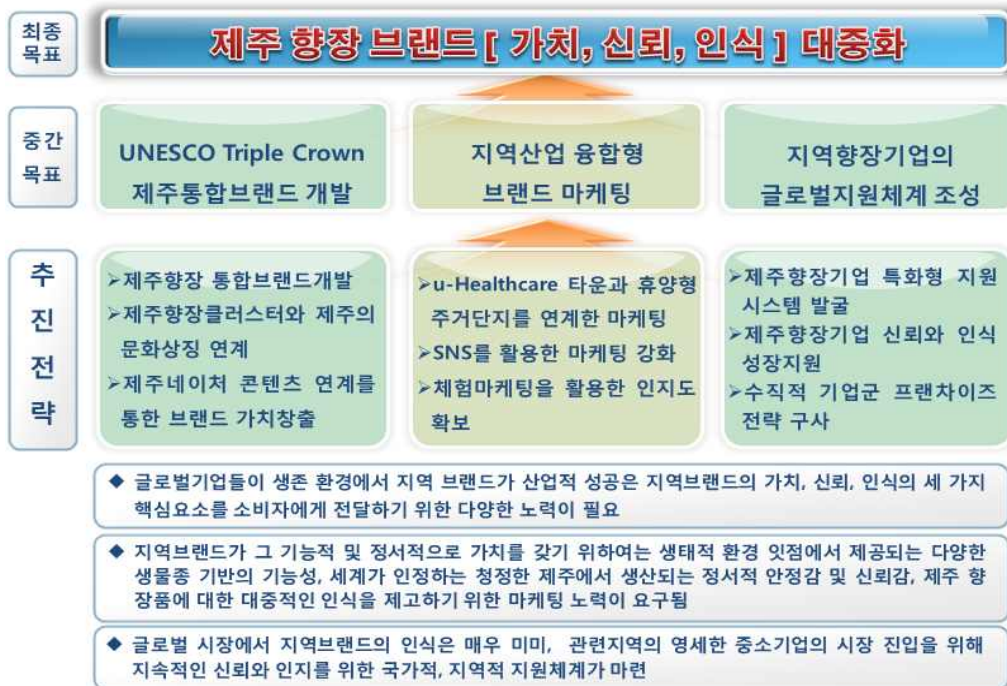 최종
목표
제주 향장 브랜드 [ 가치, 신뢰, 인식 ] 대중화
중간
목표
UNESCO Triple Crown
제주통합브랜드 개발
지역산업 융합형
브랜드 마케팅
지역향장기업의
글로벌지원체계 조성
추
진
전
략
➢제주향장 통합브랜드개발
➢제주향장클러스터와 제주의
문화상징 연계
➢제주네이처 콘텐츠 연계를
통한 브랜드 가치창출
➢u-Healthcare 타운과 휴양형
주거단지를 연계한 마케팅
➢SNS를 활용한 마케팅 강화
➢체험마케팅을 활용한 인지도
확보
➢제주향장기업 특화형 지원
시스템 발굴
➢제주향장기업 신뢰와 인식
성장지원
➢수직적 기업군 프랜차이즈
전략 구사
◆ 글로벌기업들이 생존 환경에서 지역 브랜드가 산업적 성공은 지역브랜드의 가치, 신뢰, 인식의 세 가지
핵심요소를 소비자에게 전달하기 위한 다양한 노력이 필요
◆ 지역브랜드가 그 기능적 및 정서적으로 가치를 갖기 위하여는 생태적 환경 잇점에서 제공되는 다양한
생물종 기반의 기능성, 세계가 인정하는 청정한 제주에서 생산되는 정서적 안정감 및 신뢰감, 제주 향
장품에 대한 대중적인 인식을 제고하기 위한 마케팅 노력이 요구됨
◆ 글로벌 시장에서 지역브랜드의 인식은 매우 미미, 관련지역의 영세한 중소기업의 시장 진입을 위해
지속적인 신뢰와 인지를 위한 국가적, 지역적 지원체계가 마련